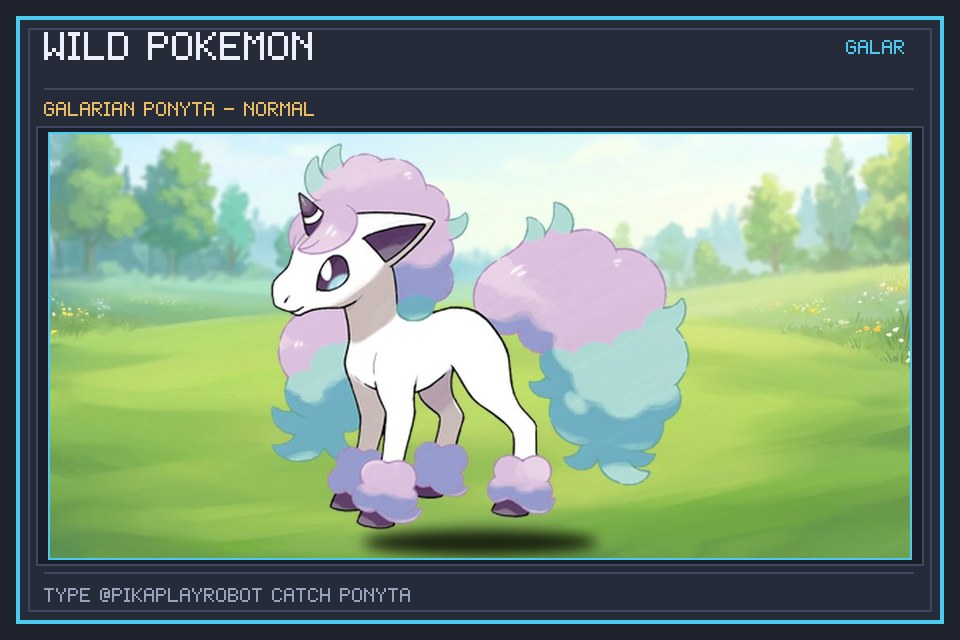 WILD POKEMON
GALAR
GALARIAN PONYTA - NORMAL
TYPE @PIKAPLAYROBOT CATCH PONYTA